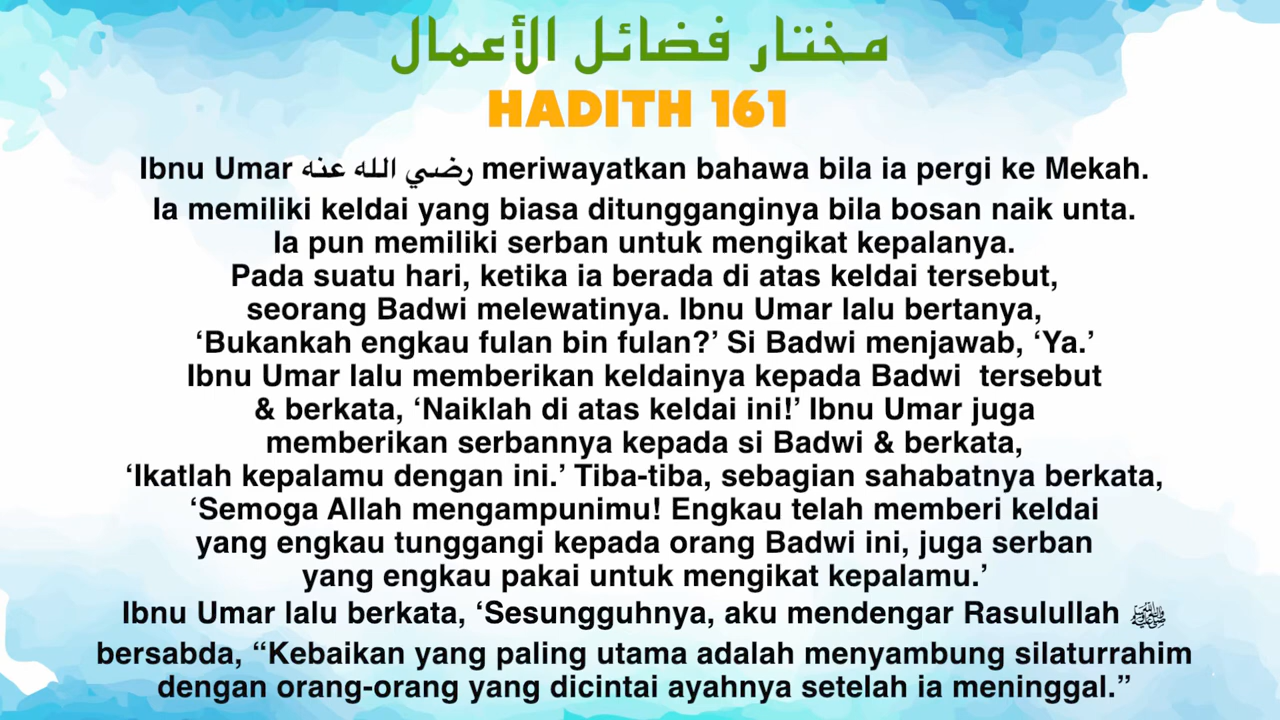 مختار فضائل الأعمال
HADITH 161
Ibnu Umar رضي الله عنه meriwayatkan bahawa bila ia pergi ke Mekah.
Ia memiliki keldai yang biasa ditungganginya bila bosan naik unta.
Ia pun memiliki serban untuk mengikat kepalanya.
Pada suatu hari, ketika ia berada di atas keldai tersebut,
seorang Badwi melewatinya. Ibnu Umar lalu bertanya,
‘Bukankah engkau fulan bin fulan?’ Si Badwi menjawab, ‘Ya.’
Ibnu Umar lalu memberikan keldainya kepada Badwi  tersebut
& berkata, ‘Naiklah di atas keldai ini!’ Ibnu Umar juga
memberikan serbannya kepada si Badwi & berkata,
‘Ikatlah kepalamu dengan ini.’ Tiba-tiba, sebagian sahabatnya berkata,
‘Semoga Allah mengampunimu! Engkau telah memberi keldai
yang engkau tunggangi kepada orang Badwi ini, juga serban
yang engkau pakai untuk mengikat kepalamu.’
Ibnu Umar lalu berkata, ‘Sesungguhnya, aku mendengar Rasulullah ﷺ
bersabda, “Kebaikan yang paling utama adalah menyambung silaturrahim
dengan orang-orang yang dicintai ayahnya setelah ia meninggal.”